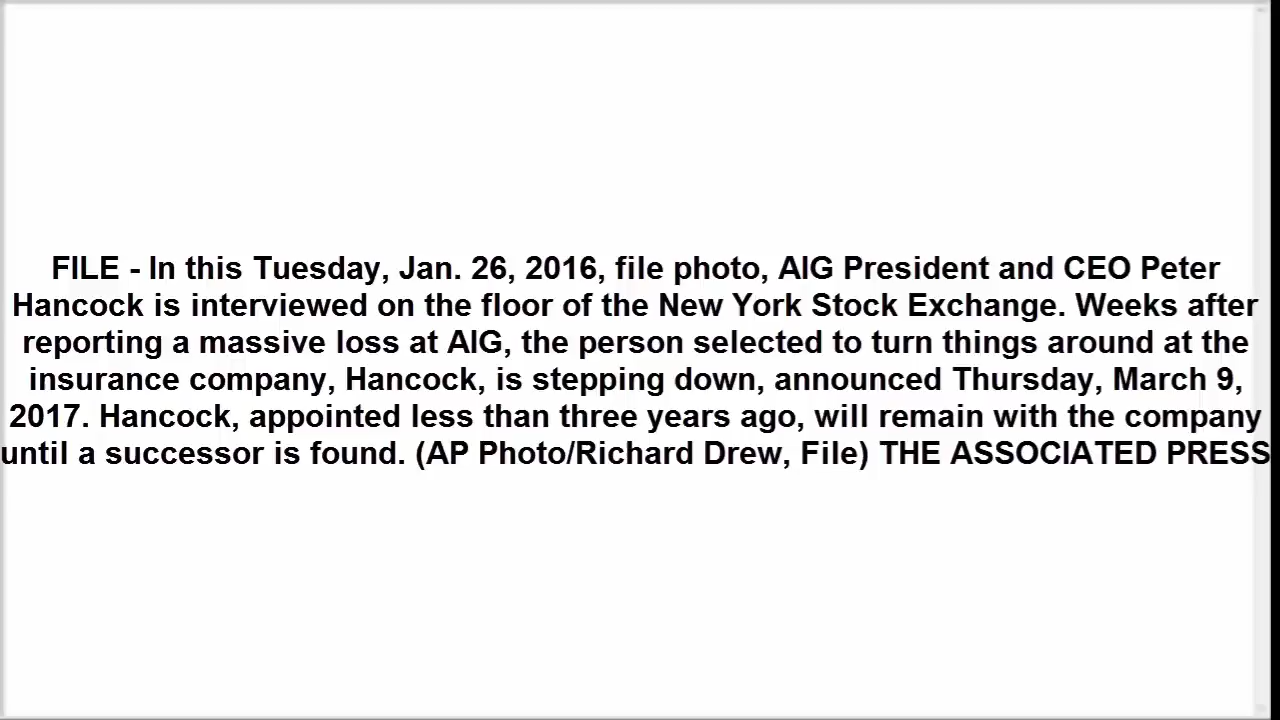 FILE - In this Tuesday, Jan. 26, 2016, file photo, AIG President and CEO Peter
Hancock is interviewed on the floor of the New York Stock Exchange. Weeks after
reporting a massive loss at AIG, the person selected to turn things around at the
insurance company, Hancock, is stepping down, announced Thursday, March 9,
2017. Hancock, appointed less than three years ago, will remain with the company
until a successor is found. (AP Photo/Richard Drew, File) THE ASSOCIATED PRESS